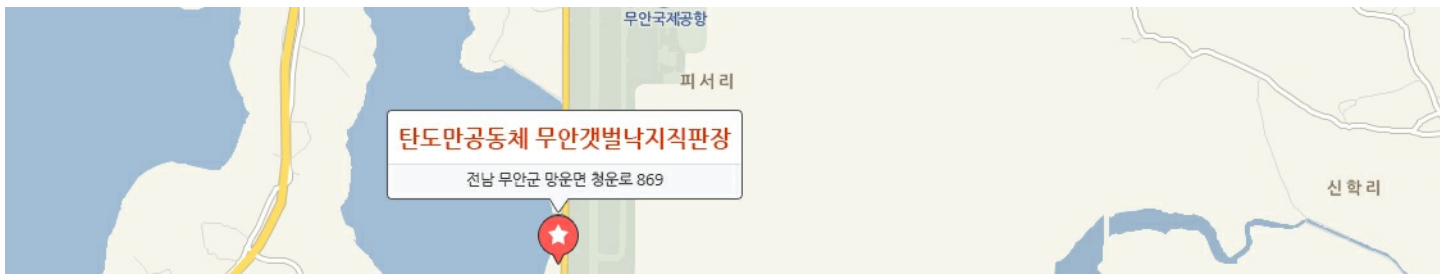 무안국제공항
피서리
탄도만공동체 무안갯벌낙지직판장
전남 무안군 망운면 청운로 869
신학리